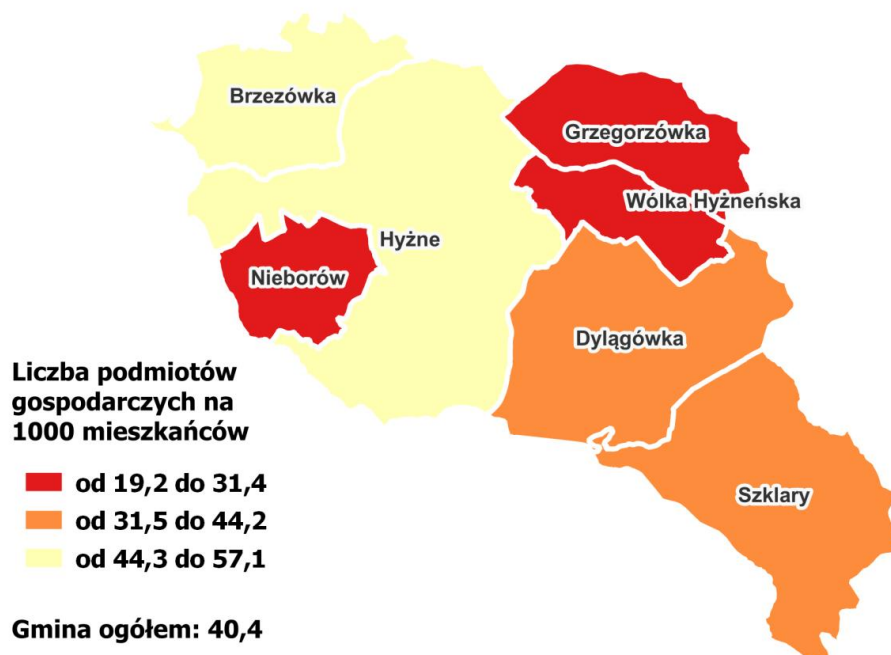 Brzezówka
Grzegorzówka
Wólka Hyżneńska
Hyżne
Nieborów
Dylągówka
Szklary
Liczba podmiotów
gospodarczych na
1000 mieszkańców
od 19,2 do 31,4
od 31,5 do 44,2
od 44,3 do 57,1
Gmina ogółem: 40,4